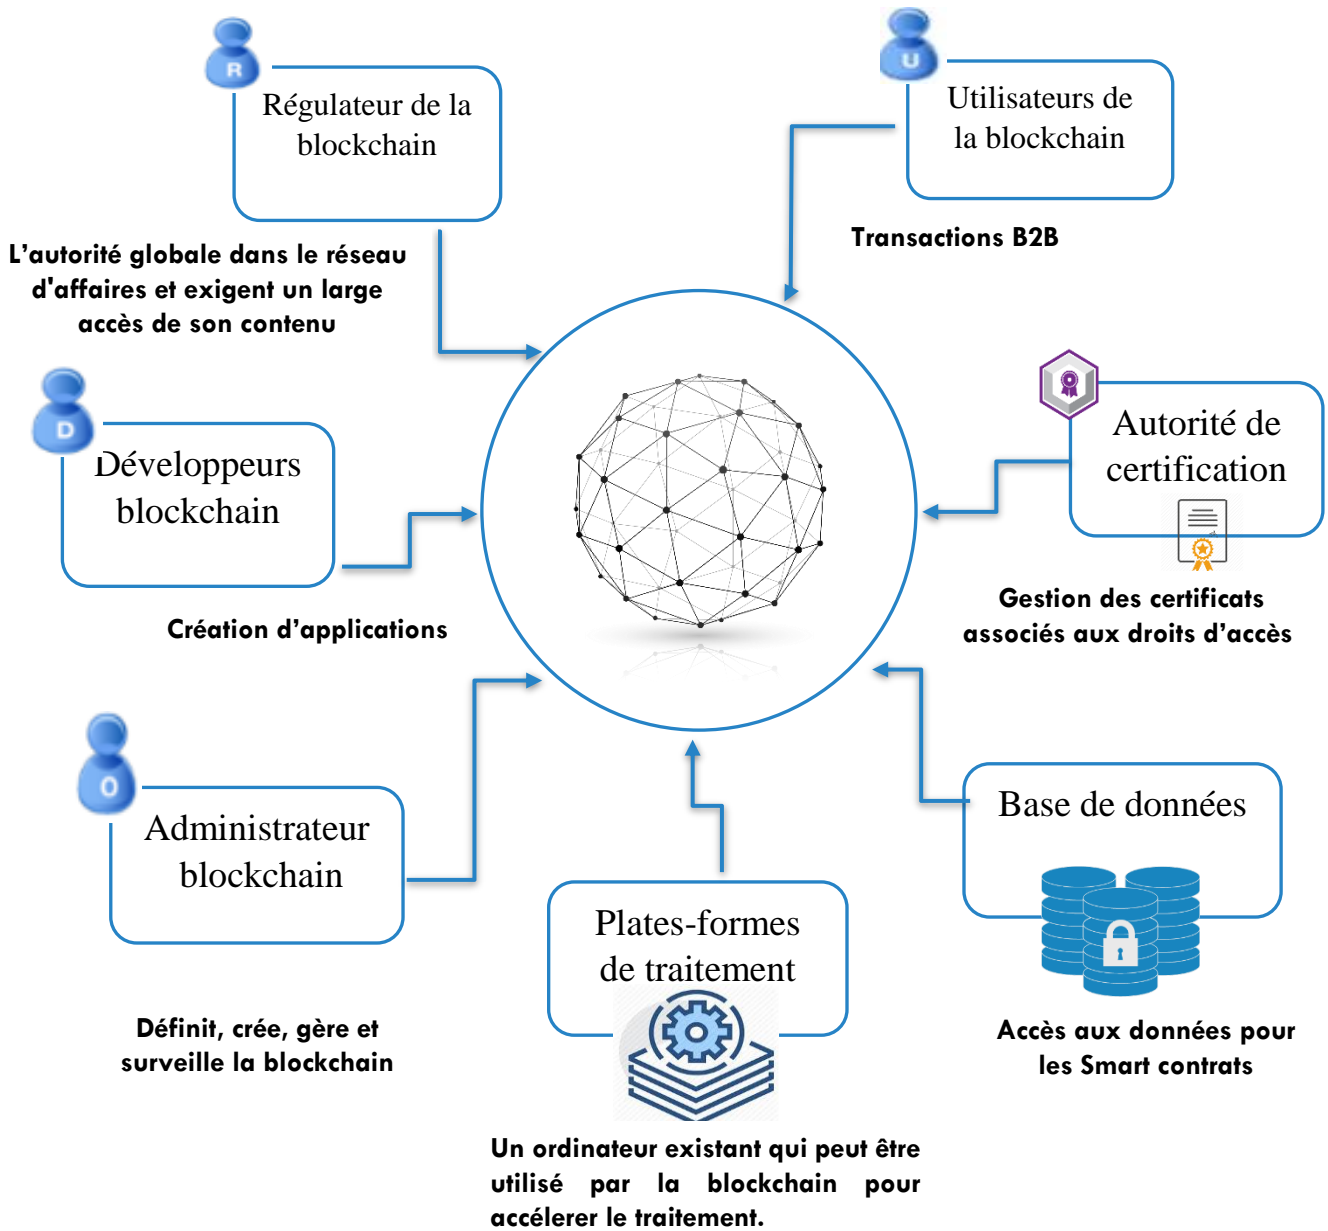 R
Régulateur de la
blockchain
L'autorité globale dans le réseau
d'affaires et exigent un large
accès de son contenu
U
Utilisateurs de
la blockchain
Transactions B2B
D
Développeurs
blockchain
Création d'applications
Autorité de
certification
Gestion des certificats
associés aux droits d'accès
O
Administrateur
blockchain
Définit, crée, gère et
surveille la blockchain
Plates-formes
de traitement
Un ordinateur existant qui peut être
utilisé par la blockchain pour
accélerer le traitement.
Base de données
Accès aux données pour
les Smart contrats